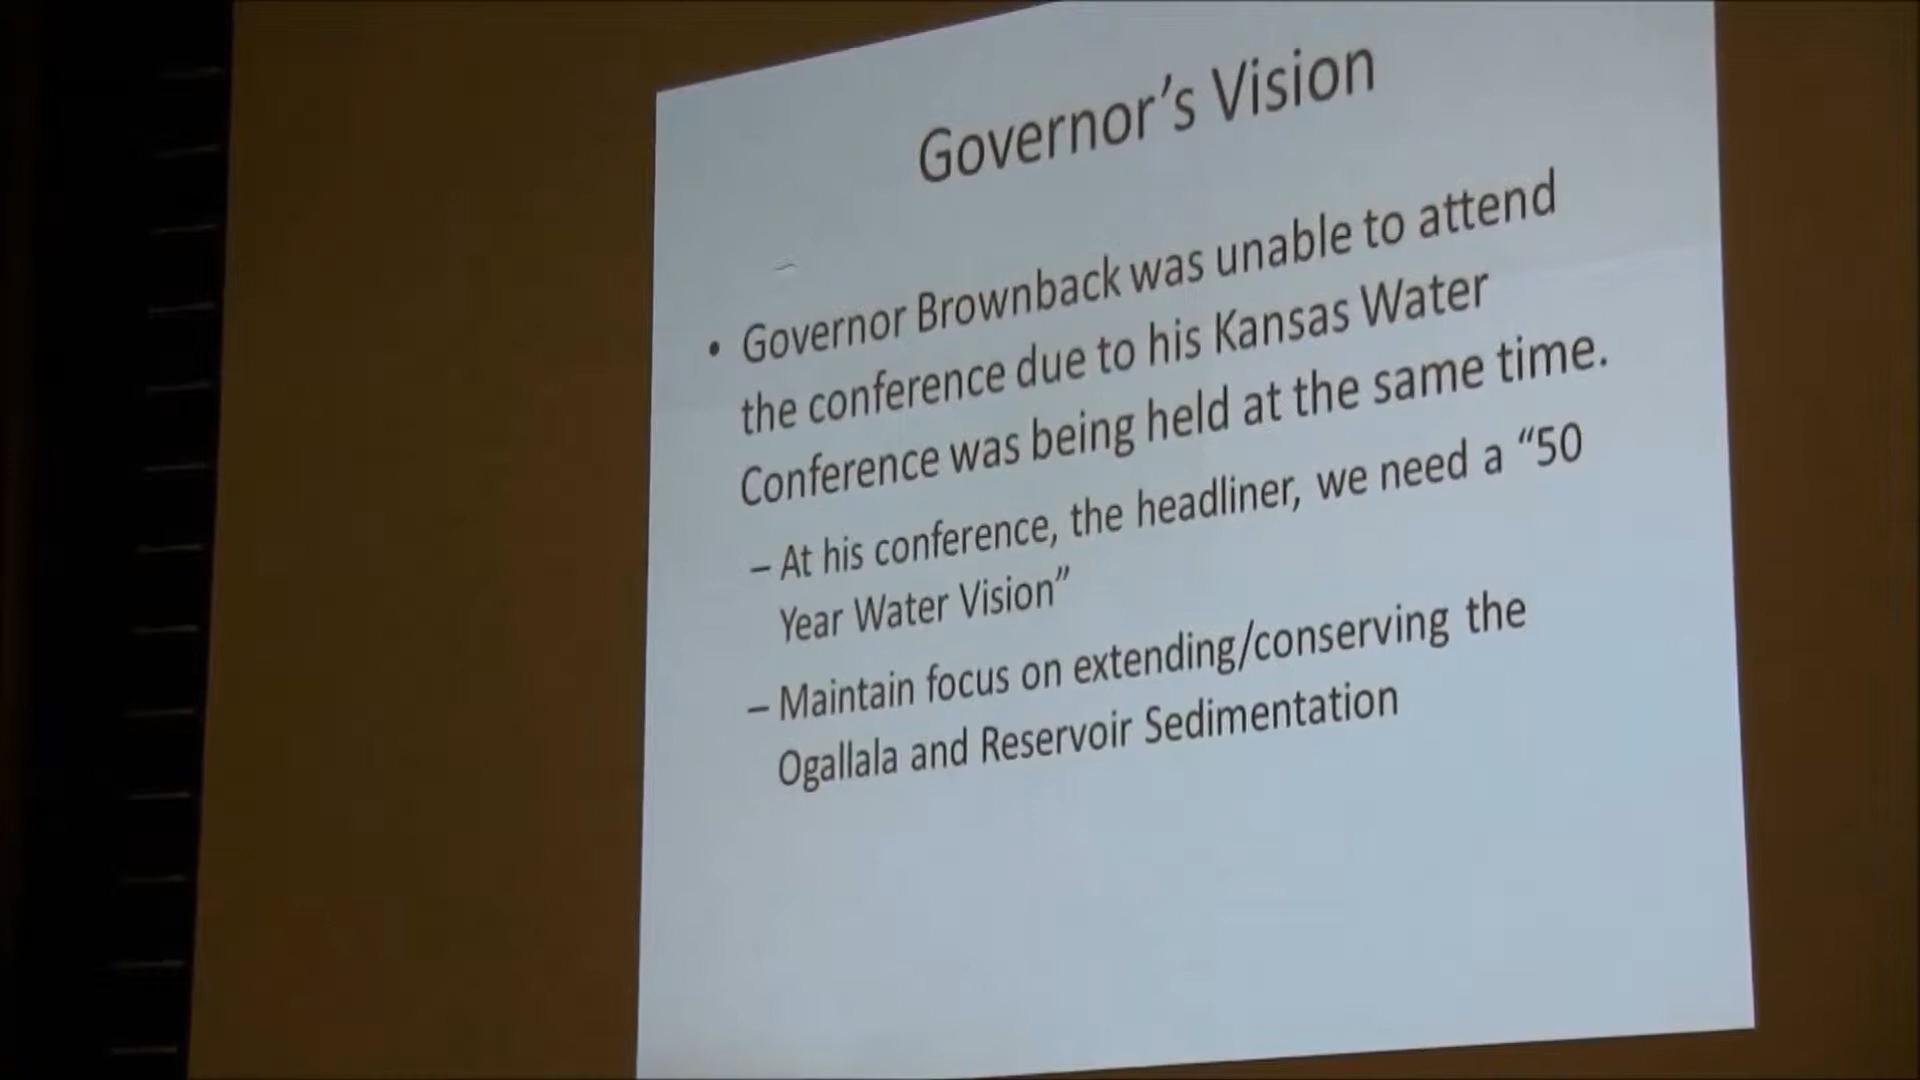 Governor's Vision
• Governor Brownback was unable to attend
the conference due to his Kansas Water
Conference was being held at the same time.
– At his conference, the headliner, we need a “50
Year Water Vision”
– Maintain focus on extending/conserving the
Ogallala and Reservoir Sedimentation